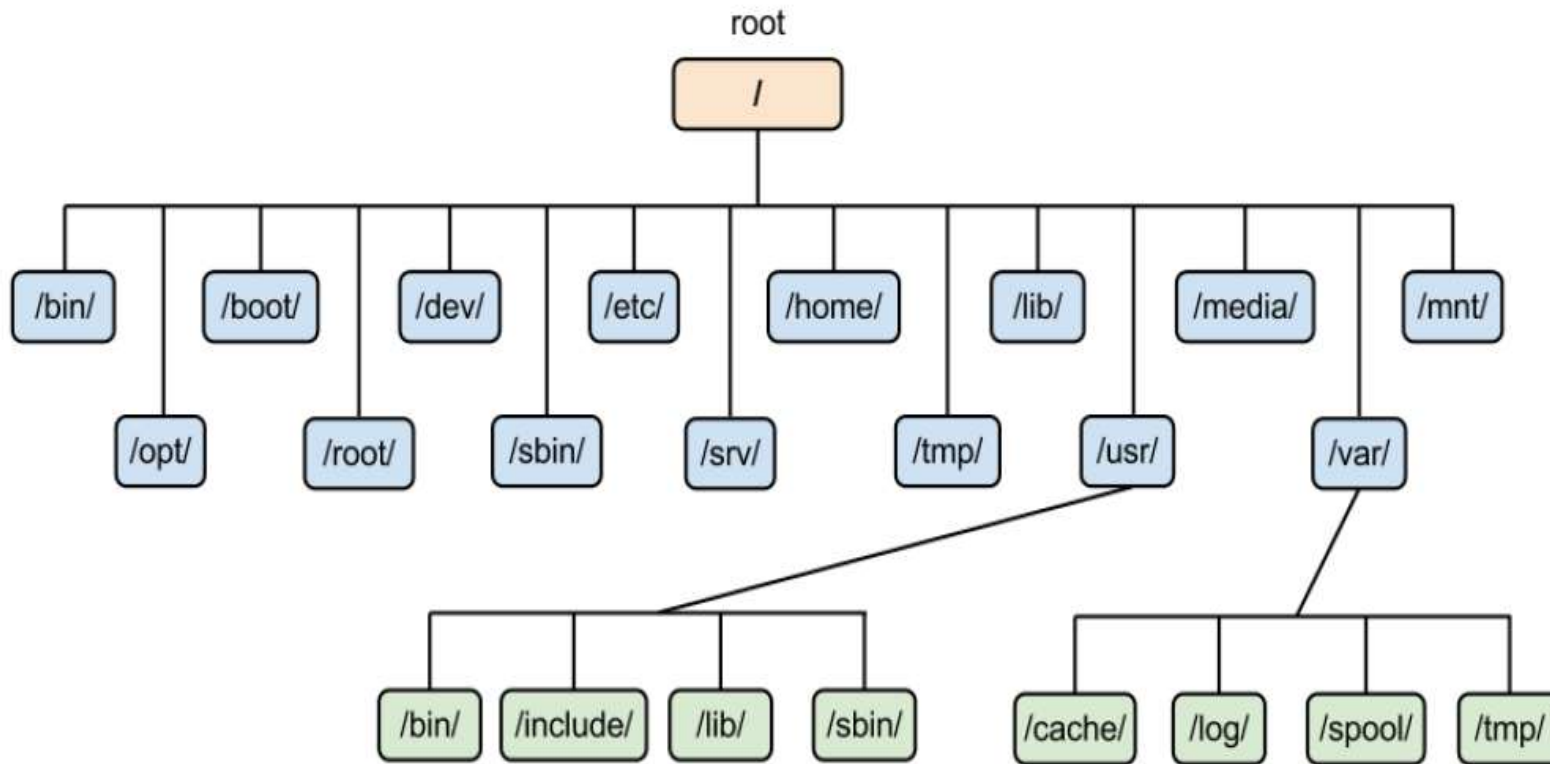 root
/
/bin/
/boot/
/dev/
/etc/
/home/
/lib/
/media/
/mnt/
/opt/
/root/
/sbin/
/srv/
/tmp/
/usr/
/var/
/bin/
/include/
/lib/
/sbin/
/cache/
/log/
/spool/
/tmp/